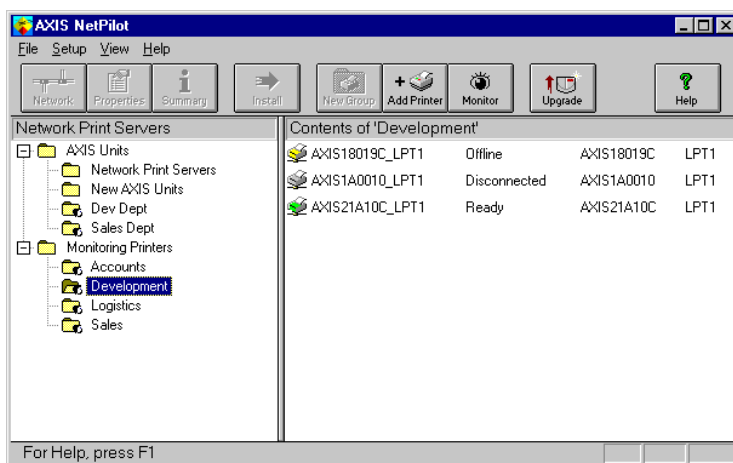 AXIS NetPilot
File Setup View Help
Network Properties Summary Install New Group Add Printer Monitor Upgrade Help
Network Print Servers Contents of 'Development'
AXIS Units
Network Print Servers
New AXIS Units
Dev Dept
Sales Dept
Monitoring Printers
Accounts
Development
Logistics
Sales
AXIS18019C_LPT1 Offline AXIS18019C LPT1
AXIS1A0010_LPT1 Disconnected AXIS1A0010 LPT1
AXIS21A10C_LPT1 Ready AXIS21A10C LPT1
For Help, press F1